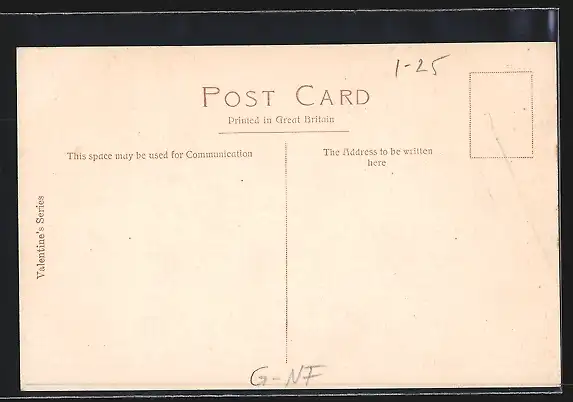 1-25
POST CARD
Printed in Great Britain
This space may be used for Communication
The Address to be written
here
Valentine's Series
G-NF